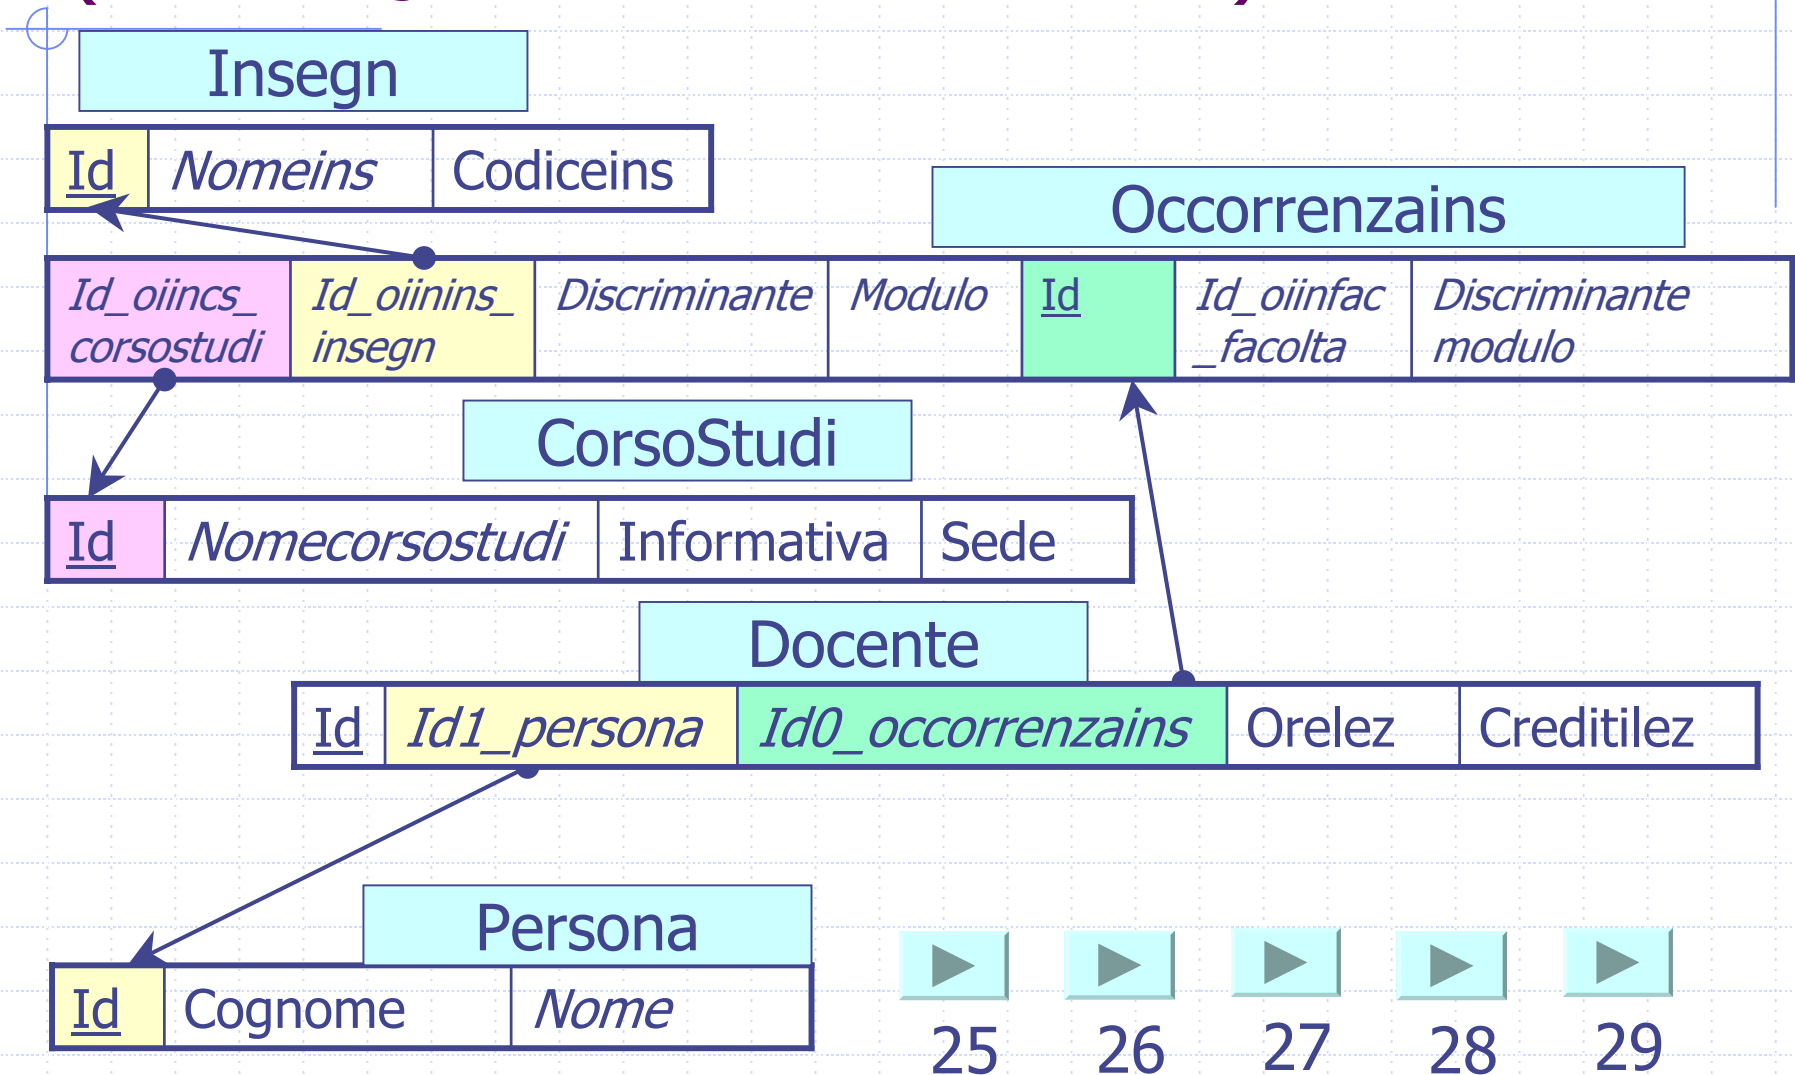 Insegn
Id Nomeins Codiceins
Occorrenzains
Id_oiincs_ Id_oiinins_ Discriminante Modulo Id Id_oiinfac Discriminante
corsostudi insegn _facolta modulo
CorsoStudi
Id Nomecorsostudi Informativa Sede
Docente
Id Id1_persona Id0_occorrenzains Orelez Creditilez
Persona
Id Cognome Nome
25 26 27 28 29